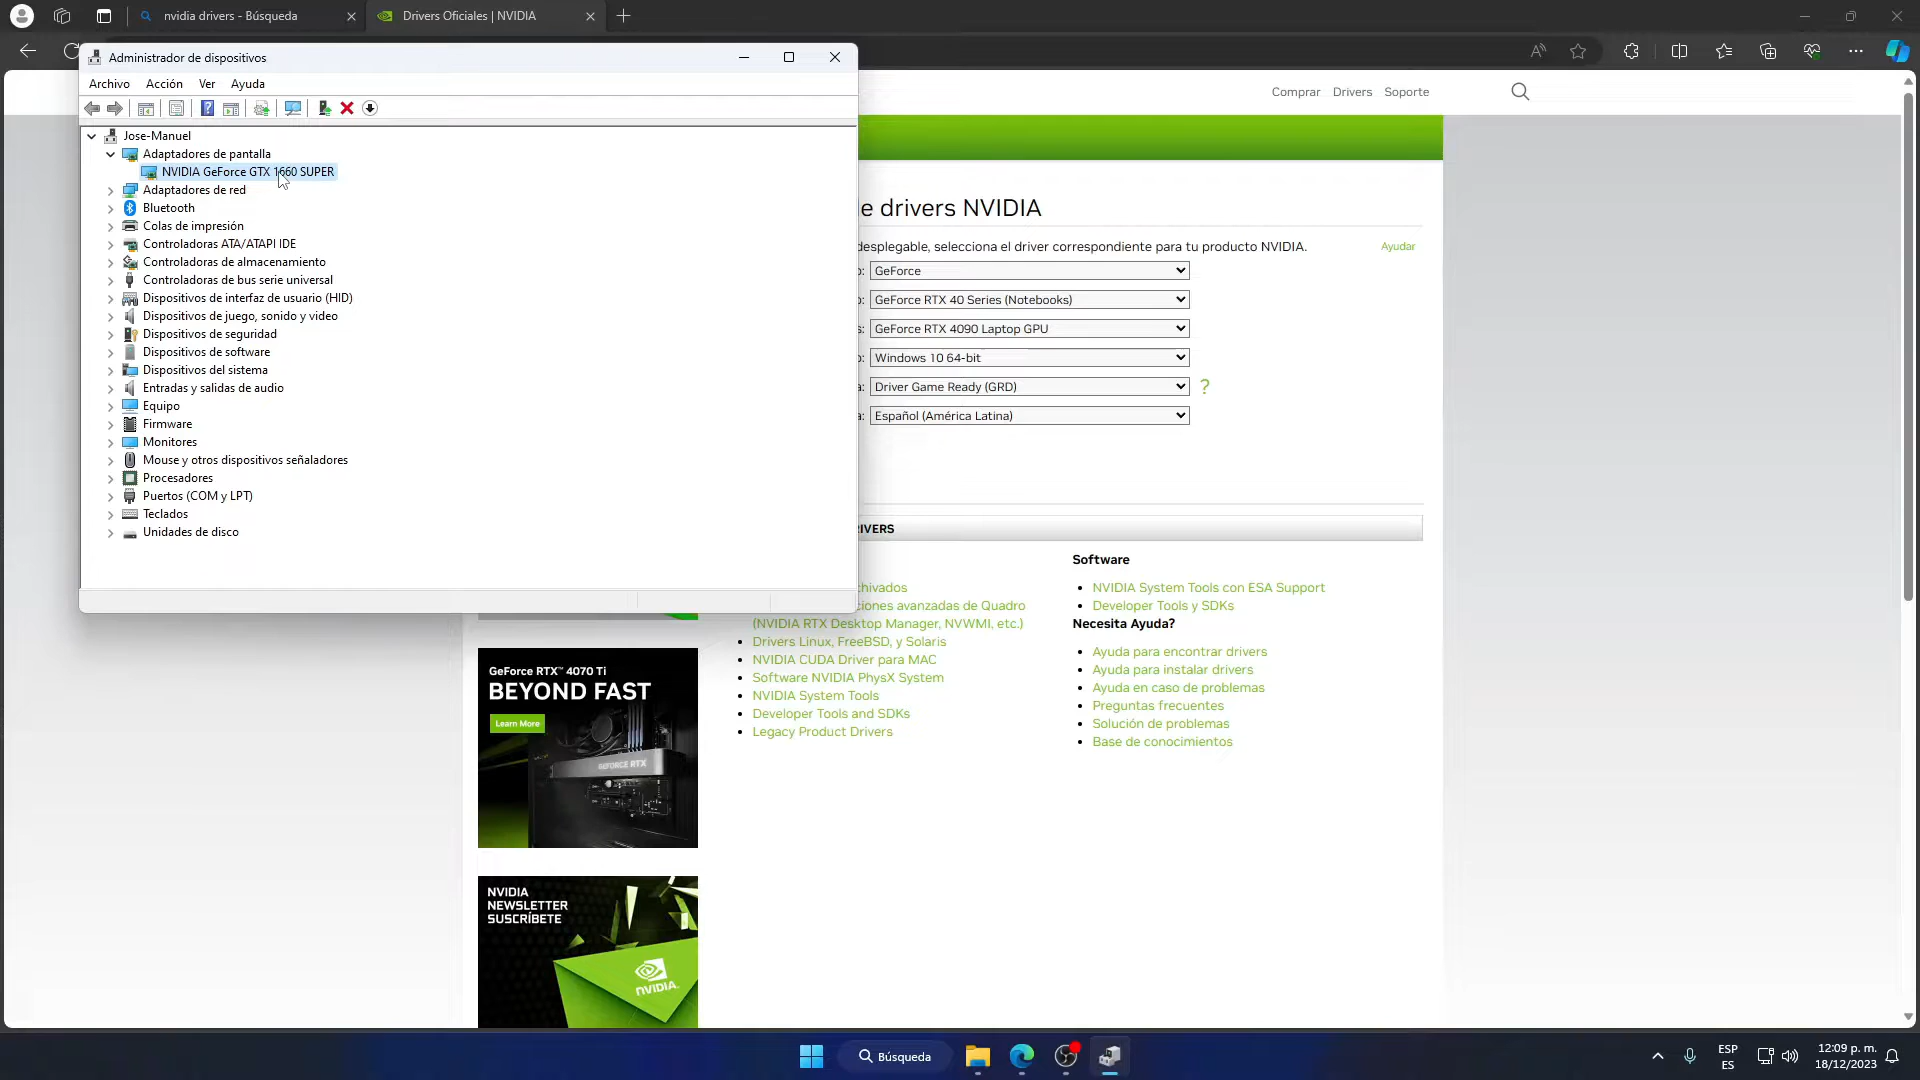 nvidia drivers - Búsqueda
Drivers Oficiales | NVIDIA
Administrador de dispositivos
Archivo
Acción
Ver
Ayuda
Comprar
Drivers
Soporte
Jose-Manuel
Adaptadores de pantalla
NVIDIA GeForce GTX 1660 SUPER
Adaptadores de red
Bluetooth
Colas de impresión
Controladoras ATA/ATAPI IDE
Controladoras de almacenamiento
Controladoras de bus serie universal
Dispositivos de interfaz de usuario (HID)
Dispositivos de juego, sonido y video
Dispositivos de seguridad
Dispositivos de software
Dispositivos del sistema
Entradas y salidas de audio
Equipo
Firmware
Monitores
Mouse y otros dispositivos señaladores
Procesadores
Puertos (COM y LPT)
Teclados
Unidades de disco
e drivers NVIDIA
desplegable, selecciona el driver correspondiente para tu producto NVIDIA.
Ayudar
o: GeForce
o: GeForce RTX 40 Series (Notebooks)
s: GeForce RTX 4090 Laptop GPU
o: Windows 10 64-bit
a: Driver Game Ready (GRD) ?
a: Español (América Latina)
RIVERS
chivados
ciones avanzadas de Quadro
(NVIDIA RTX Desktop Manager, NVWMI, etc.)
Drivers Linux, FreeBSD, y Solaris
NVIDIA CUDA Driver para MAC
Software NVIDIA PhysX System
NVIDIA System Tools
Developer Tools and SDKs
Legacy Product Drivers
Software
NVIDIA System Tools con ESA Support
Developer Tools y SDKs
Necesita Ayuda?
Ayuda para encontrar drivers
Ayuda para instalar drivers
Ayuda en caso de problemas
Preguntas frecuentes
Solución de problemas
Base de conocimientos
GeForce RTX™ 4070 Ti
BEYOND FAST
Learn More
GEFORCE RTX
NVIDIA
NEWSLETTER
SUSCRÍBETE
NVIDIA.
Búsqueda
ESP
ES
12:09 p. m.
18/12/2023